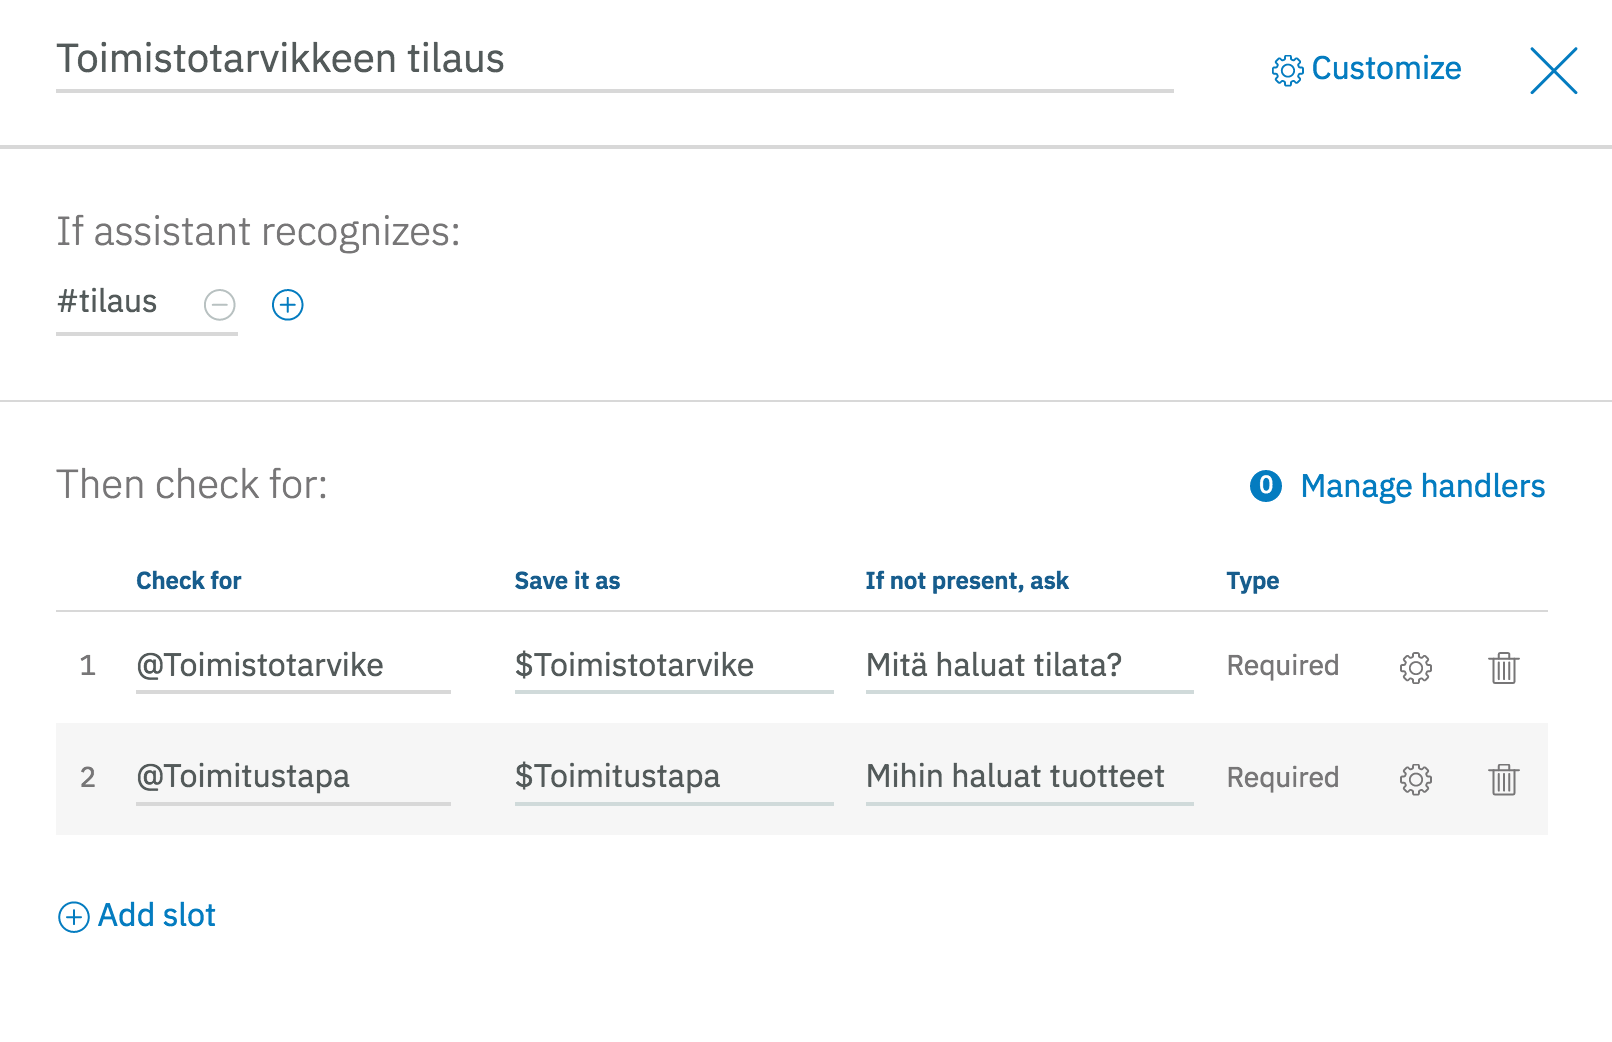 Toimistotarvikkeen tilaus
Customize
If assistant recognizes:
#tilaus
Then check for:
0 Manage handlers
Check for Save it as If not present, ask Type
1 @Toimistotarvike $Toimistotarvike Mitä haluat tilata? Required
2 @Toimitustapa $Toimitustapa Mihin haluat tuotteet Required
Add slot